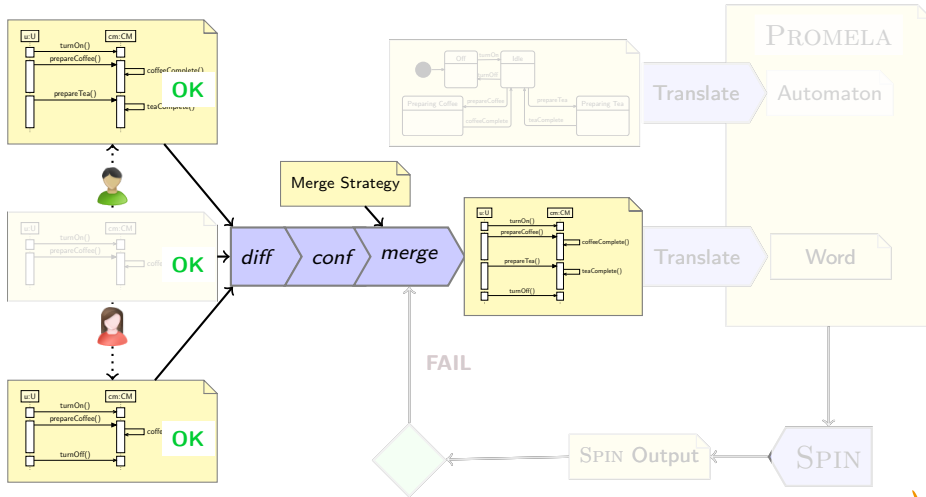 u:U cm:CM
turnOn()
prepareCoffee()
coffeeComplete()
OK
prepareTea()
teaComplete()
Off
turnOn
Idle
turnOff
Preparing Coffee
prepareCoffee
coffeeComplete
prepareTea
teaComplete
Preparing Tea
Translate
PROMELA
Automaton
Merge Strategy
u:U cm:CM
turnOn()
prepareCoffee()
OK
diff conf merge
u:U cm:CM
turnOn()
prepareCoffee()
coffeeComplete()
prepareTea()
teaComplete()
turnOff()
Translate
Word
FAIL
u:U cm:CM
turnOn()
prepareCoffee()
OK
turnOff()
SPIN Output
SPIN